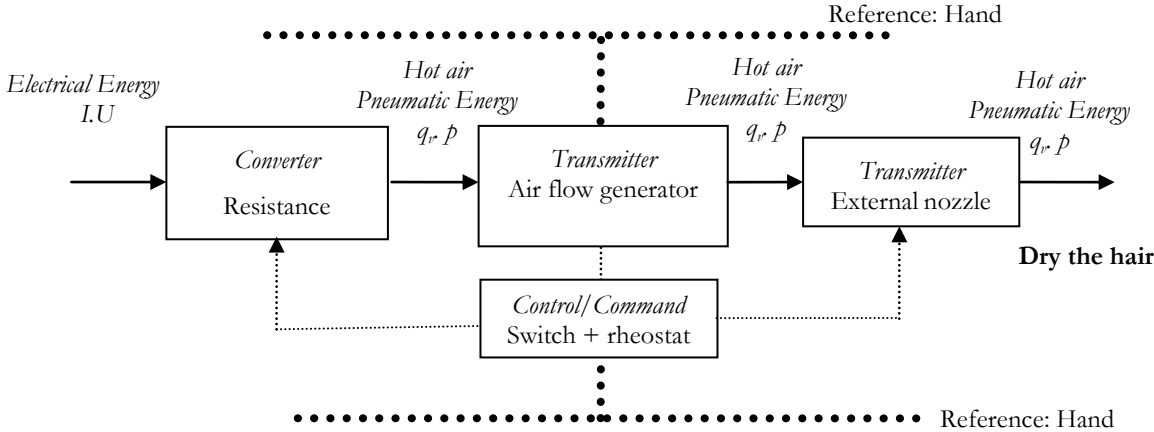 Reference: Hand
Electrical Energy
I.U
Hot air
Pneumatic Energy
qᵥ. p
Hot air
Pneumatic Energy
qᵥ. p
Hot air
Pneumatic Energy
qᵥ. p
Converter
Resistance
Transmitter
Air flow generator
Transmitter
External nozzle
Dry the hair
Control/Command
Switch + rheostat
Reference: Hand